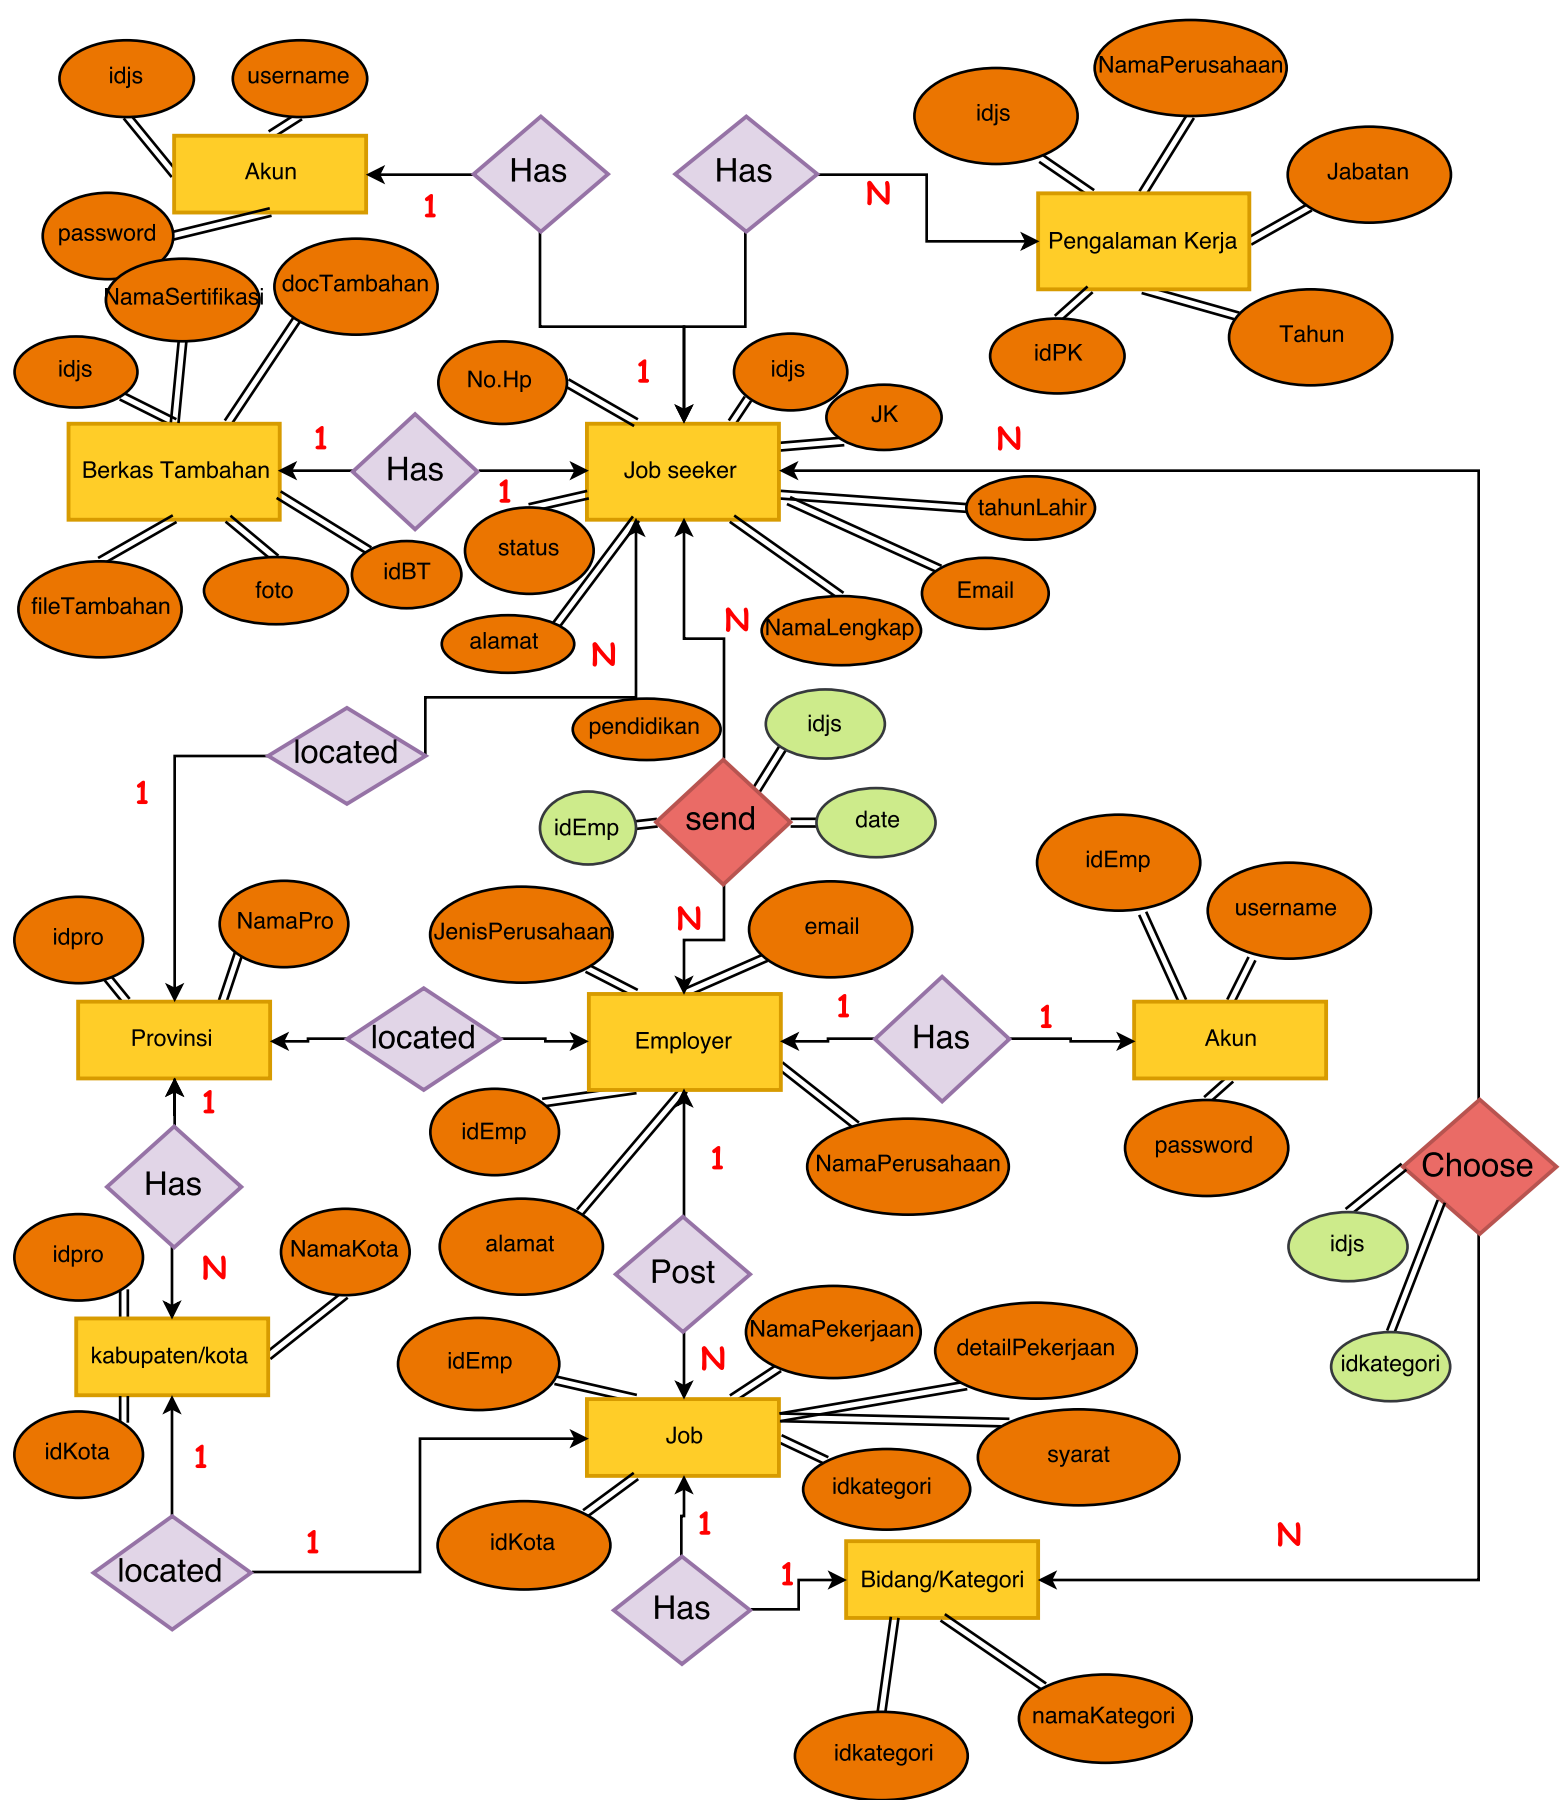 NamaPerusahaan
idjs
username
idjs
Has
Has
Akun
Jabatan
1
N
password
Pengalaman Kerja
NamaSertifikasi
docTambahan
idPK
Tahun
idjs
No.Hp
1
idjs
JK
1
N
Berkas Tambahan
Has
Job seeker
1
tahunLahir
status
fileTambahan
foto
idBT
Email
alamat
N
N
NamaLengkap
located
pendidikan
idjs
1
idEmp
send
date
idEmp
username
idpro
NamaPro
JenisPerusahaan
N
email
Provinsi
located
Employer
1
Has
1
Akun
1
idEmp
1
NamaPerusahaan
password
Has
Choose
idpro
N
NamaKota
alamat
Post
idjs
kabupaten/kota
idEmp
N
NamaPekerjaan
detailPekerjaan
idkategori
idKota
1
Job
idkategori
syarat
located
1
idKota
1
N
Has
1
Bidang/Kategori
idkategori
namaKategori